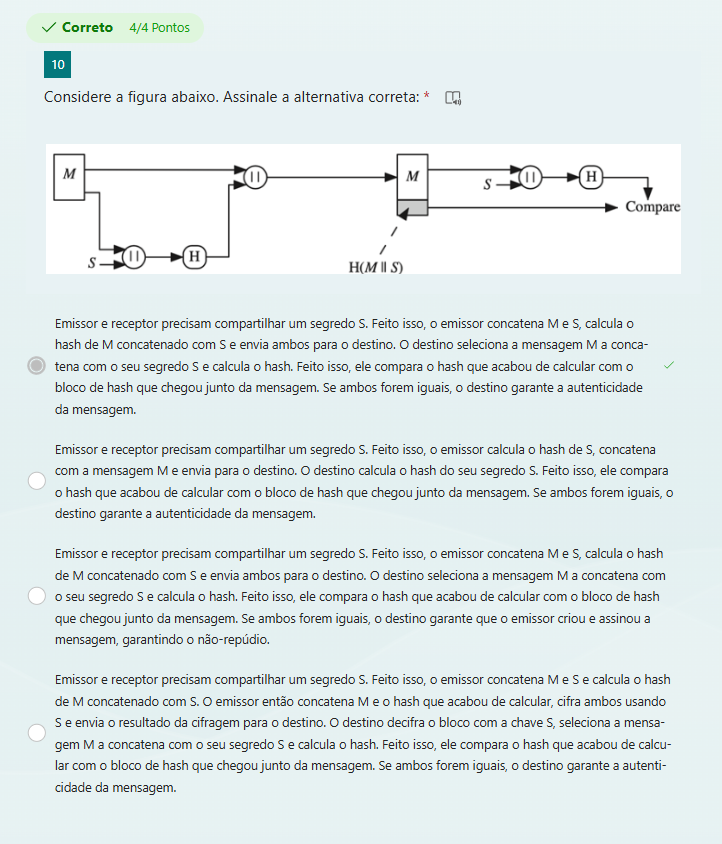 Correto 4/4 Pontos
10
Considere a figura abaixo. Assinale a alternativa correta: *
M
||
M
S
||
H
Compare
S
||
H
H(M || S)
Emissor e receptor precisam compartilhar um segredo S. Feito isso, o emissor concatena M e S, calcula o
hash de M concatenado com S e envia ambos para o destino. O destino seleciona a mensagem M a conca-
tena com o seu segredo S e calcula o hash. Feito isso, ele compara o hash que acabou de calcular com o
bloco de hash que chegou junto da mensagem. Se ambos forem iguais, o destino garante a autenticidade
da mensagem.
Emissor e receptor precisam compartilhar um segredo S. Feito isso, o emissor calcula o hash de S, concatena
com a mensagem M e envia para o destino. O destino calcula o hash do seu segredo S. Feito isso, ele compara
o hash que acabou de calcular com o bloco de hash que chegou junto da mensagem. Se ambos forem iguais, o
destino garante a autenticidade da mensagem.
Emissor e receptor precisam compartilhar um segredo S. Feito isso, o emissor concatena M e S, calcula o hash
de M concatenado com S e envia ambos para o destino. O destino seleciona a mensagem M a concatena com
o seu segredo S e calcula o hash. Feito isso, ele compara o hash que acabou de calcular com o bloco de hash
que chegou junto da mensagem. Se ambos forem iguais, o destino garante que o emissor criou e assinou a
mensagem, garantindo o não-repúdio.
Emissor e receptor precisam compartilhar um segredo S. Feito isso, o emissor concatena M e S e calcula o hash
de M concatenado com S. O emissor então concatena M e o hash que acabou de calcular, cifra ambos usando
S e envia o resultado da cifragem para o destino. O destino decifra o bloco com a chave S, seleciona a mensa-
gem M a concatena com o seu segredo S e calcula o hash. Feito isso, ele compara o hash que acabou de calcu-
lar com o bloco de hash que chegou junto da mensagem. Se ambos forem iguais, o destino garante a autenti-
cidade da mensagem.